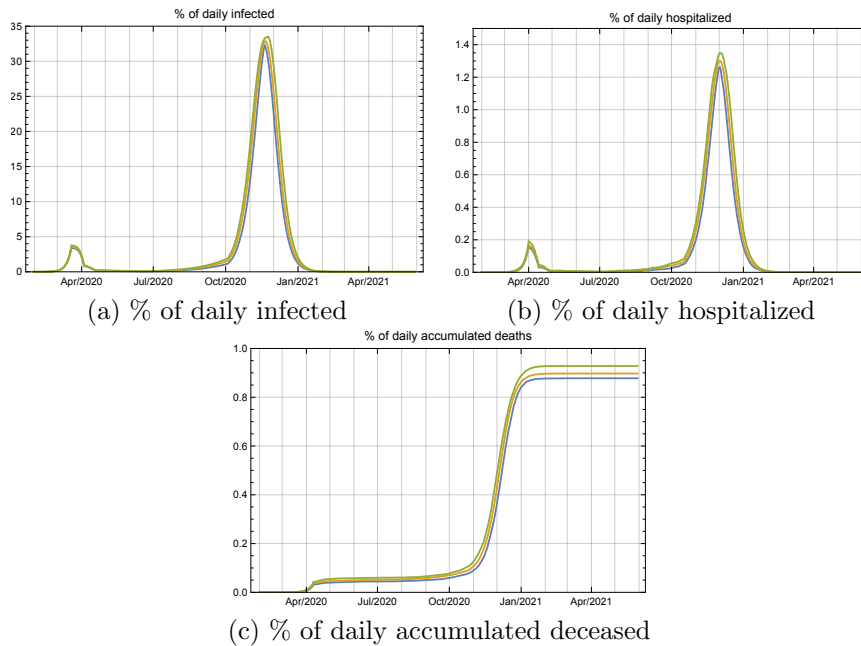 % of daily infected
35
30
25
20
15
10
5
0
Apr/2020 Jul/2020 Oct/2020 Jan/2021 Apr/2021
(a) % of daily infected
% of daily hospitalized
1.4
1.2
1.0
0.8
0.6
0.4
0.2
0.0
Apr/2020 Jul/2020 Oct/2020 Jan/2021 Apr/2021
(b) % of daily hospitalized
% of daily accumulated deaths
1.0
0.8
0.6
0.4
0.2
0.0
Apr/2020 Jul/2020 Oct/2020 Jan/2021 Apr/2021
(c) % of daily accumulated deceased